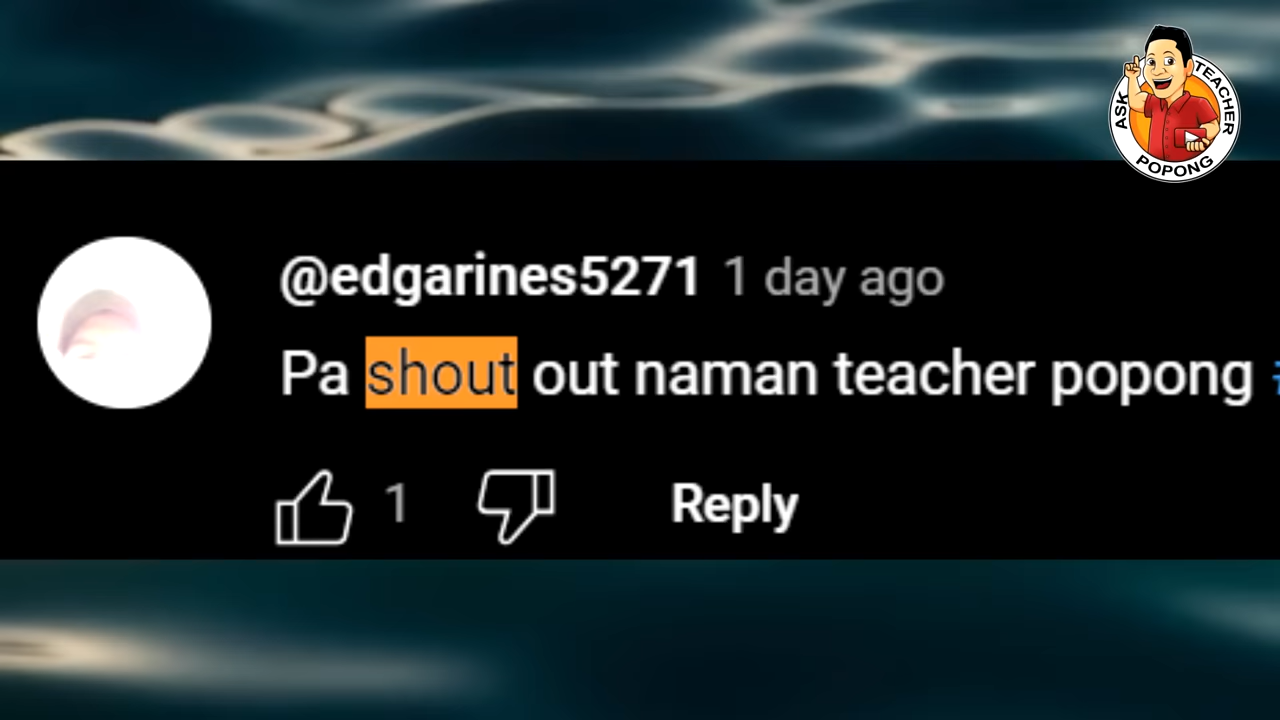 ASK TEACHER POPONG
@edgarines5271 1 day ago
Pa shout out naman teacher popong
1 Reply